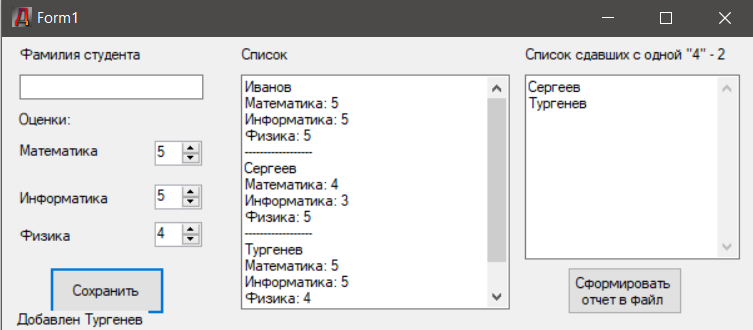 Form1
Фамилия студента
Оценки:
Математика 5
Информатика 5
Физика 4
Сохранить
Добавлен Тургенев
Список
Иванов
Математика: 5
Информатика: 5
Физика: 5
------------------
Сергеев
Математика: 4
Информатика: 3
Физика: 5
------------------
Тургенев
Математика: 5
Информатика: 5
Физика: 4
Список сдавших с одной "4" - 2
Сергеев
Тургенев
Сформировать
отчет в файл